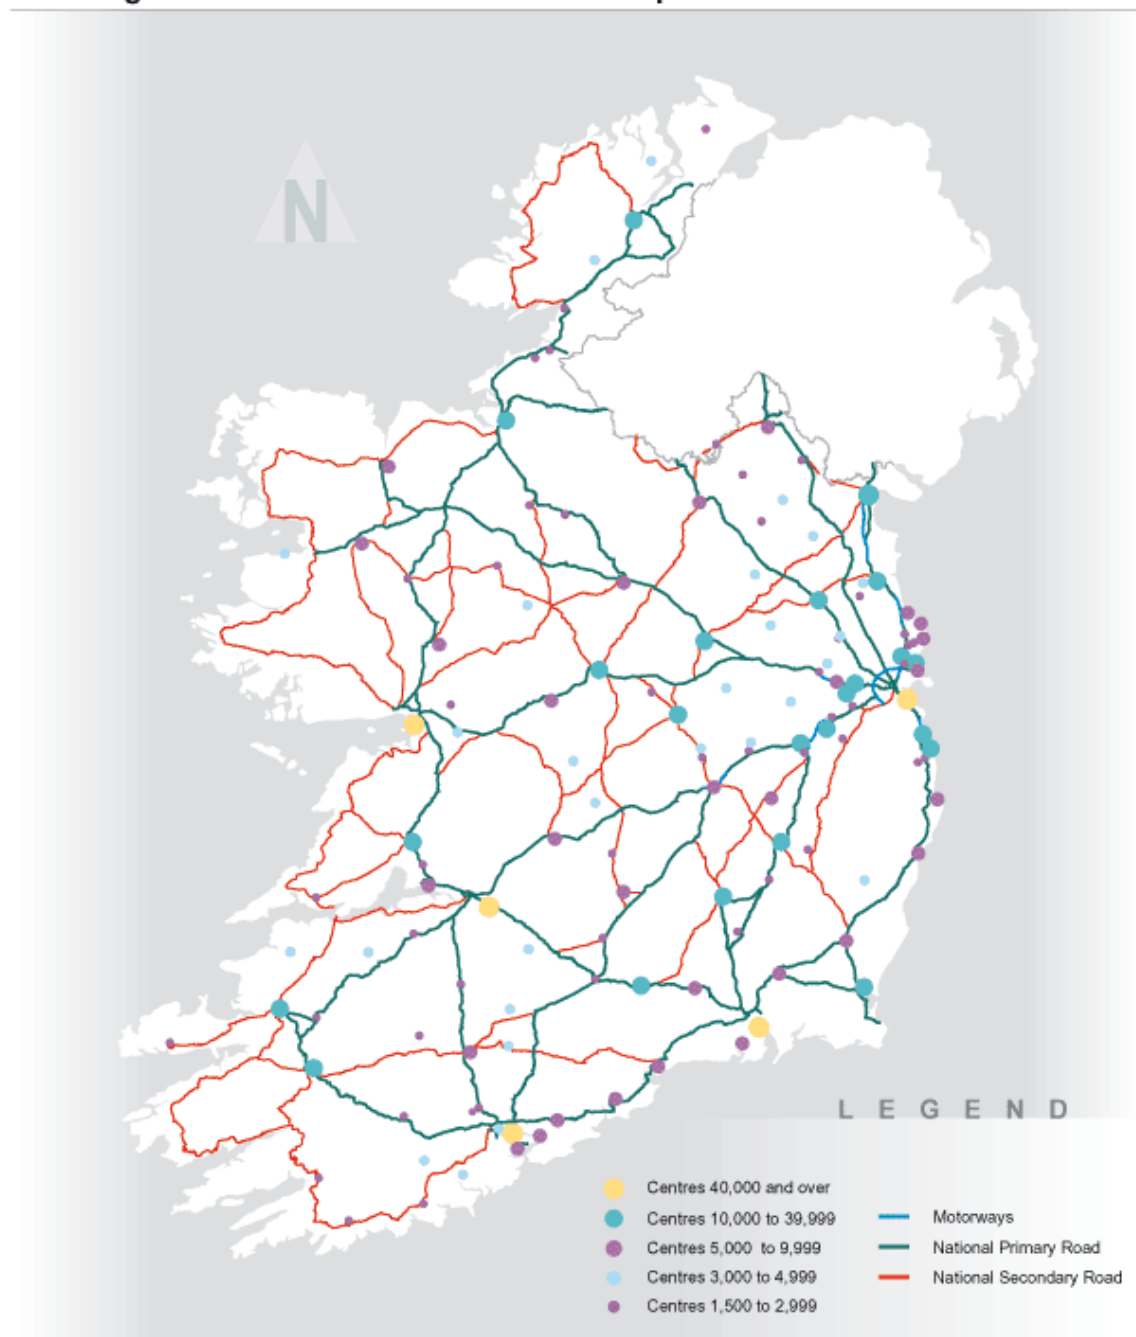 N
LEGEND
Centres 40,000 and over
Centres 10,000 to 39,999
Centres 5,000 to 9,999
Centres 3,000 to 4,999
Centres 1,500 to 2,999
Motorways
National Primary Road
National Secondary Road